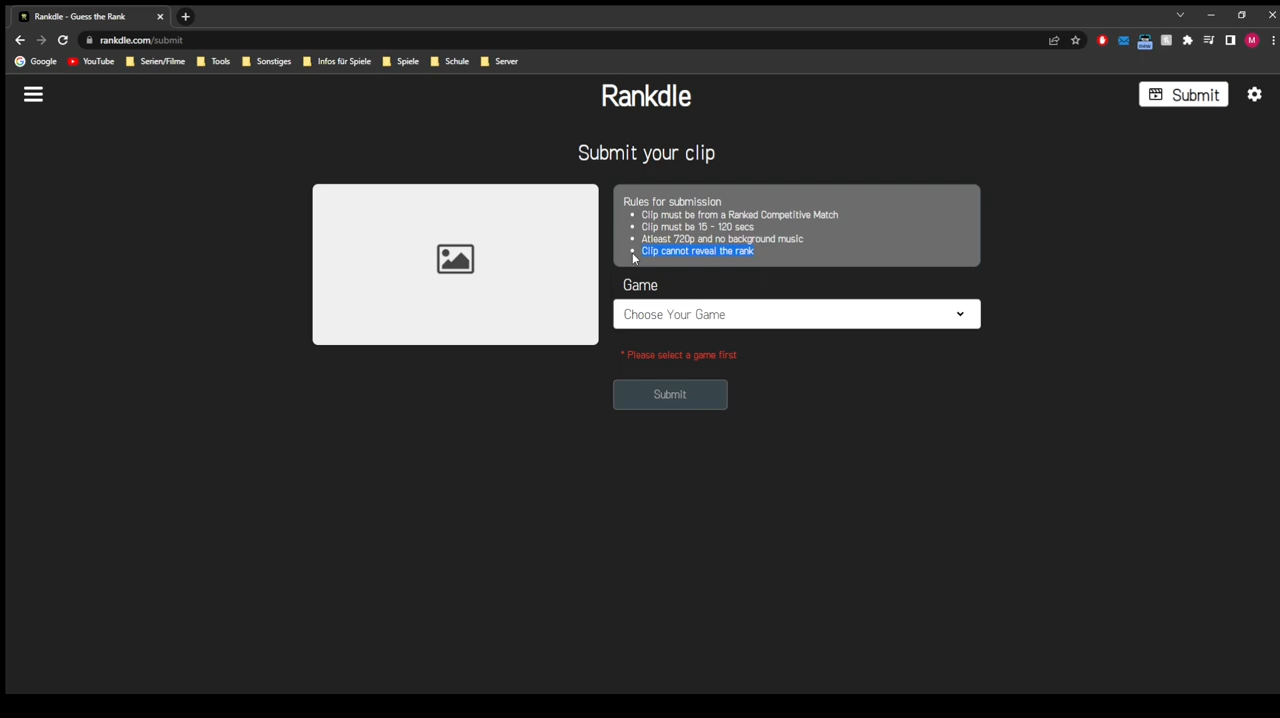 Rankdle - Guess the Rank
rankdle.com/submit
M
Google YouTube Serien/Filme Tools Sonstiges Infos für Spiele Spiele Schule Server
Rankdle
Submit
Submit your clip
Rules for submission
• Clip must be from a Ranked Competitive Match
• Clip must be 15 - 120 secs
• Atleast 720p and no background music
• Clip cannot reveal the rank
Game
Choose Your Game
* Please select a game first
Submit